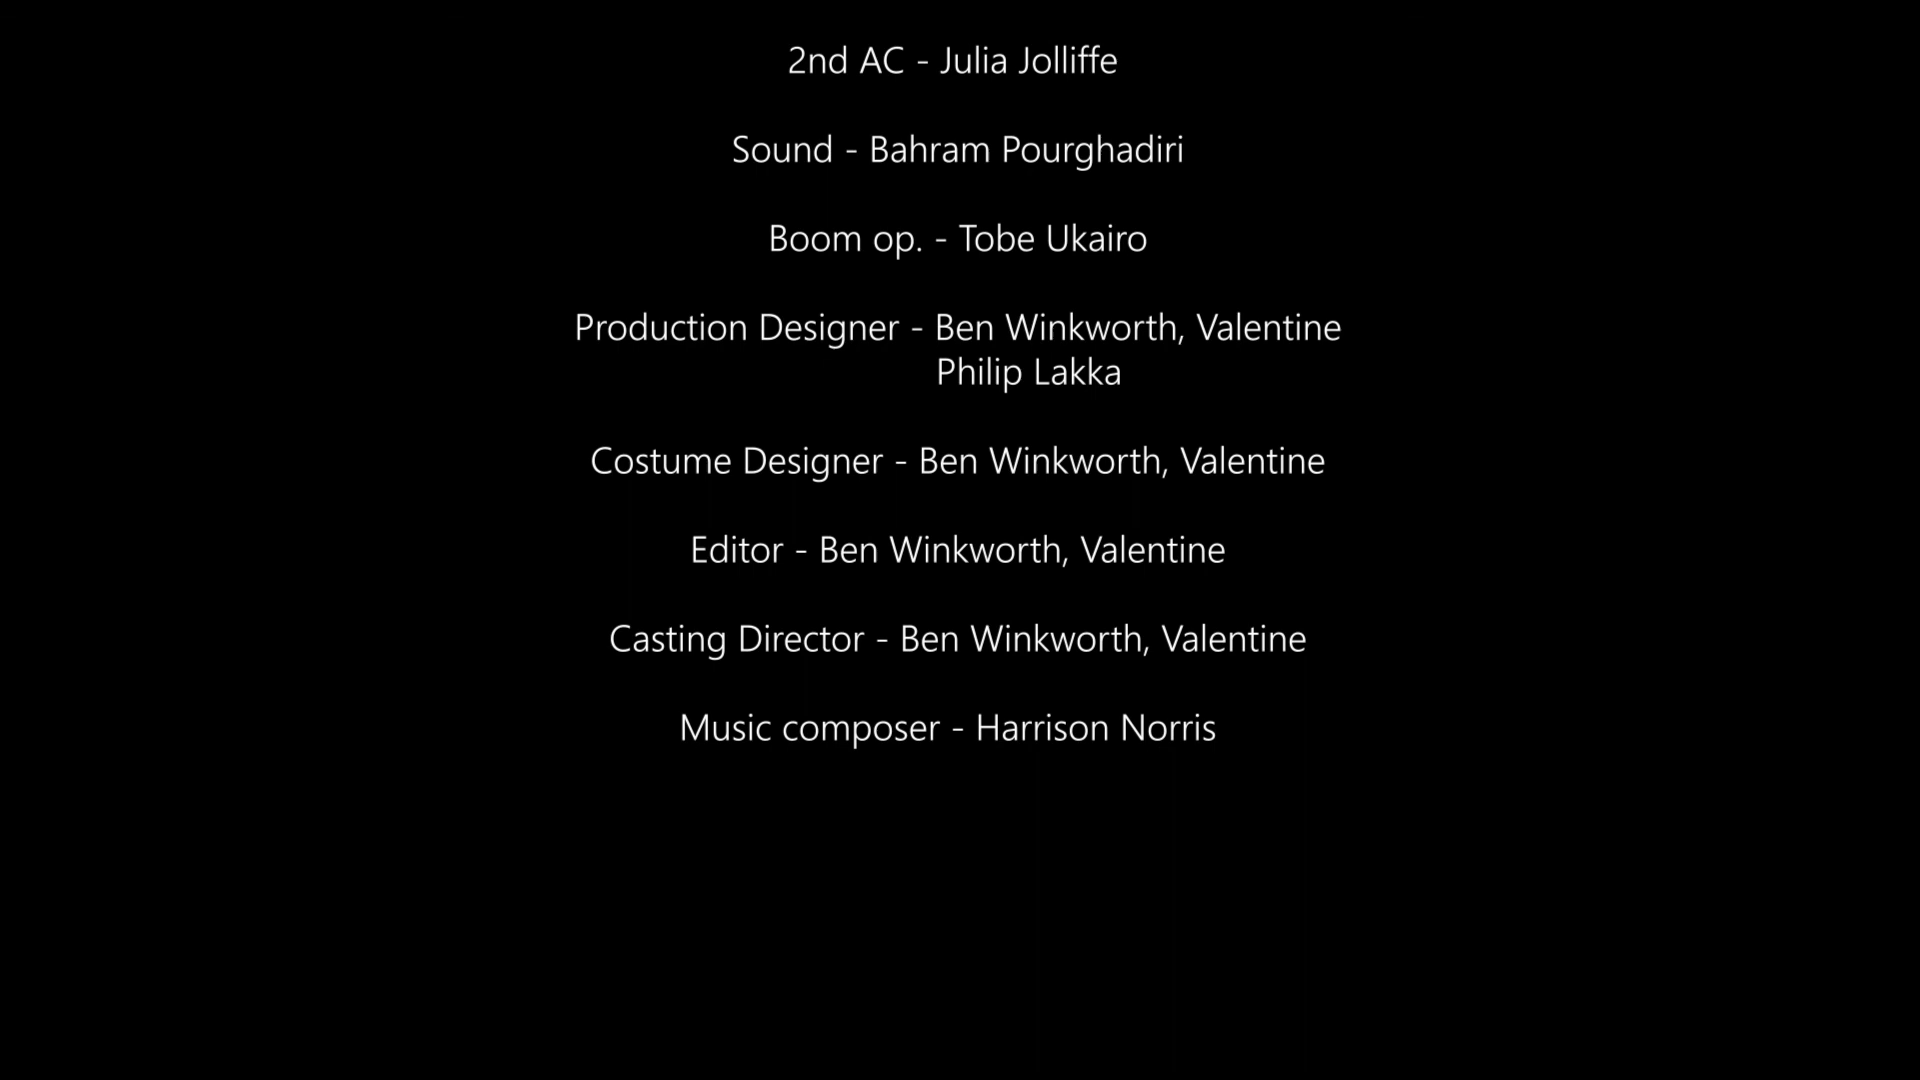 2nd AC - Julia Jolliffe
Sound - Bahram Pourghadiri
Boom op. - Tobe Ukairo
Production Designer - Ben Winkworth, Valentine
Philip Lakka
Costume Designer - Ben Winkworth, Valentine
Editor - Ben Winkworth, Valentine
Casting Director - Ben Winkworth, Valentine
Music composer - Harrison Norris